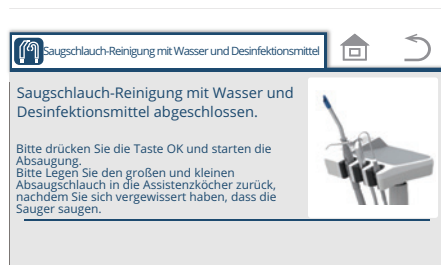 Saugschlauch-Reinigung mit Wasser und Desinfektionsmittel
Saugschlauch-Reinigung mit Wasser und
Desinfektionsmittel abgeschlossen.
Bitte drücken Sie die Taste OK und starten die
Absaugung.
Bitte Legen Sie den großen und kleinen
Absaugschlauch in die Assistenzköcher zurück,
nachdem Sie sich vergewissert haben, dass die
Sauger saugen.